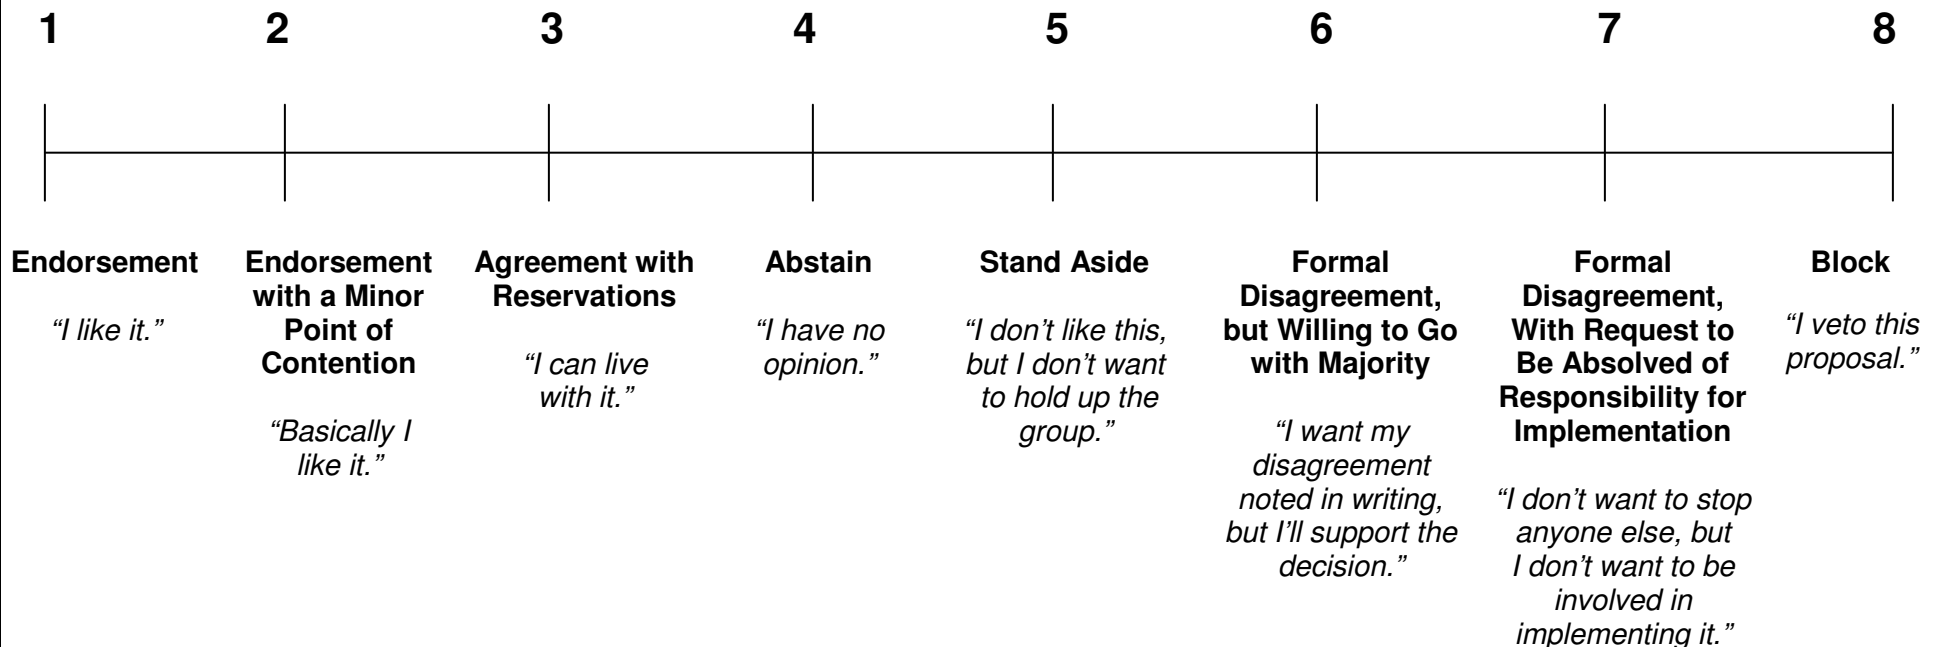 1 2 3 4 5 6 7 8
Endorsement
“I like it.”
Endorsement
with a Minor
Point of
Contention
“Basically I
like it.”
Agreement with
Reservations
“I can live
with it.”
Abstain
“I have no
opinion.”
Stand Aside
“I don’t like this,
but I don’t want
to hold up the
group.”
Formal
Disagreement,
but Willing to Go
with Majority
“I want my
disagreement
noted in writing,
but I’ll support the
decision.”
Formal
Disagreement,
With Request to
Be Absolved of
Responsibility for
Implementation
“I don’t want to stop
anyone else, but
I don’t want to be
involved in
implementing it.”
Block
“I veto this
proposal.”